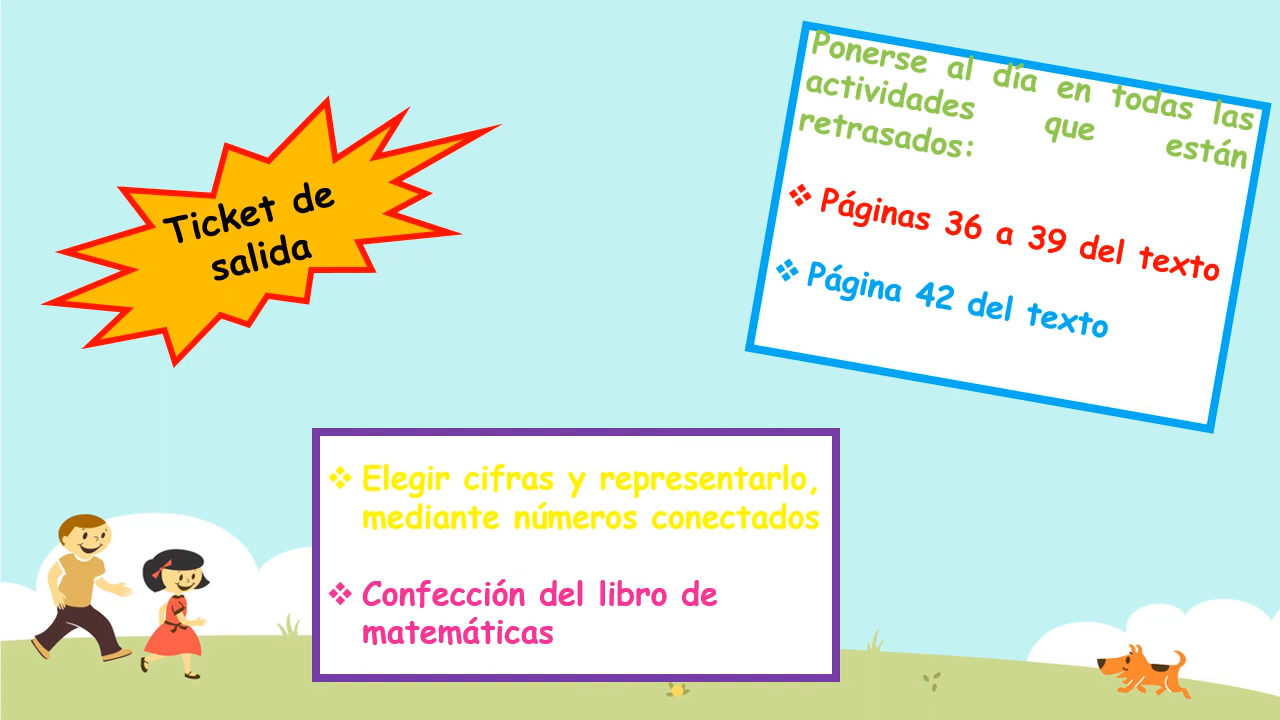 Ticket de
salida
Ponerse al día en todas las
actividades que están
retrasados:
❖ Páginas 36 a 39 del texto
❖ Página 42 del texto
❖ Elegir cifras y representarlo,
mediante números conectados
❖ Confección del libro de
matemáticas